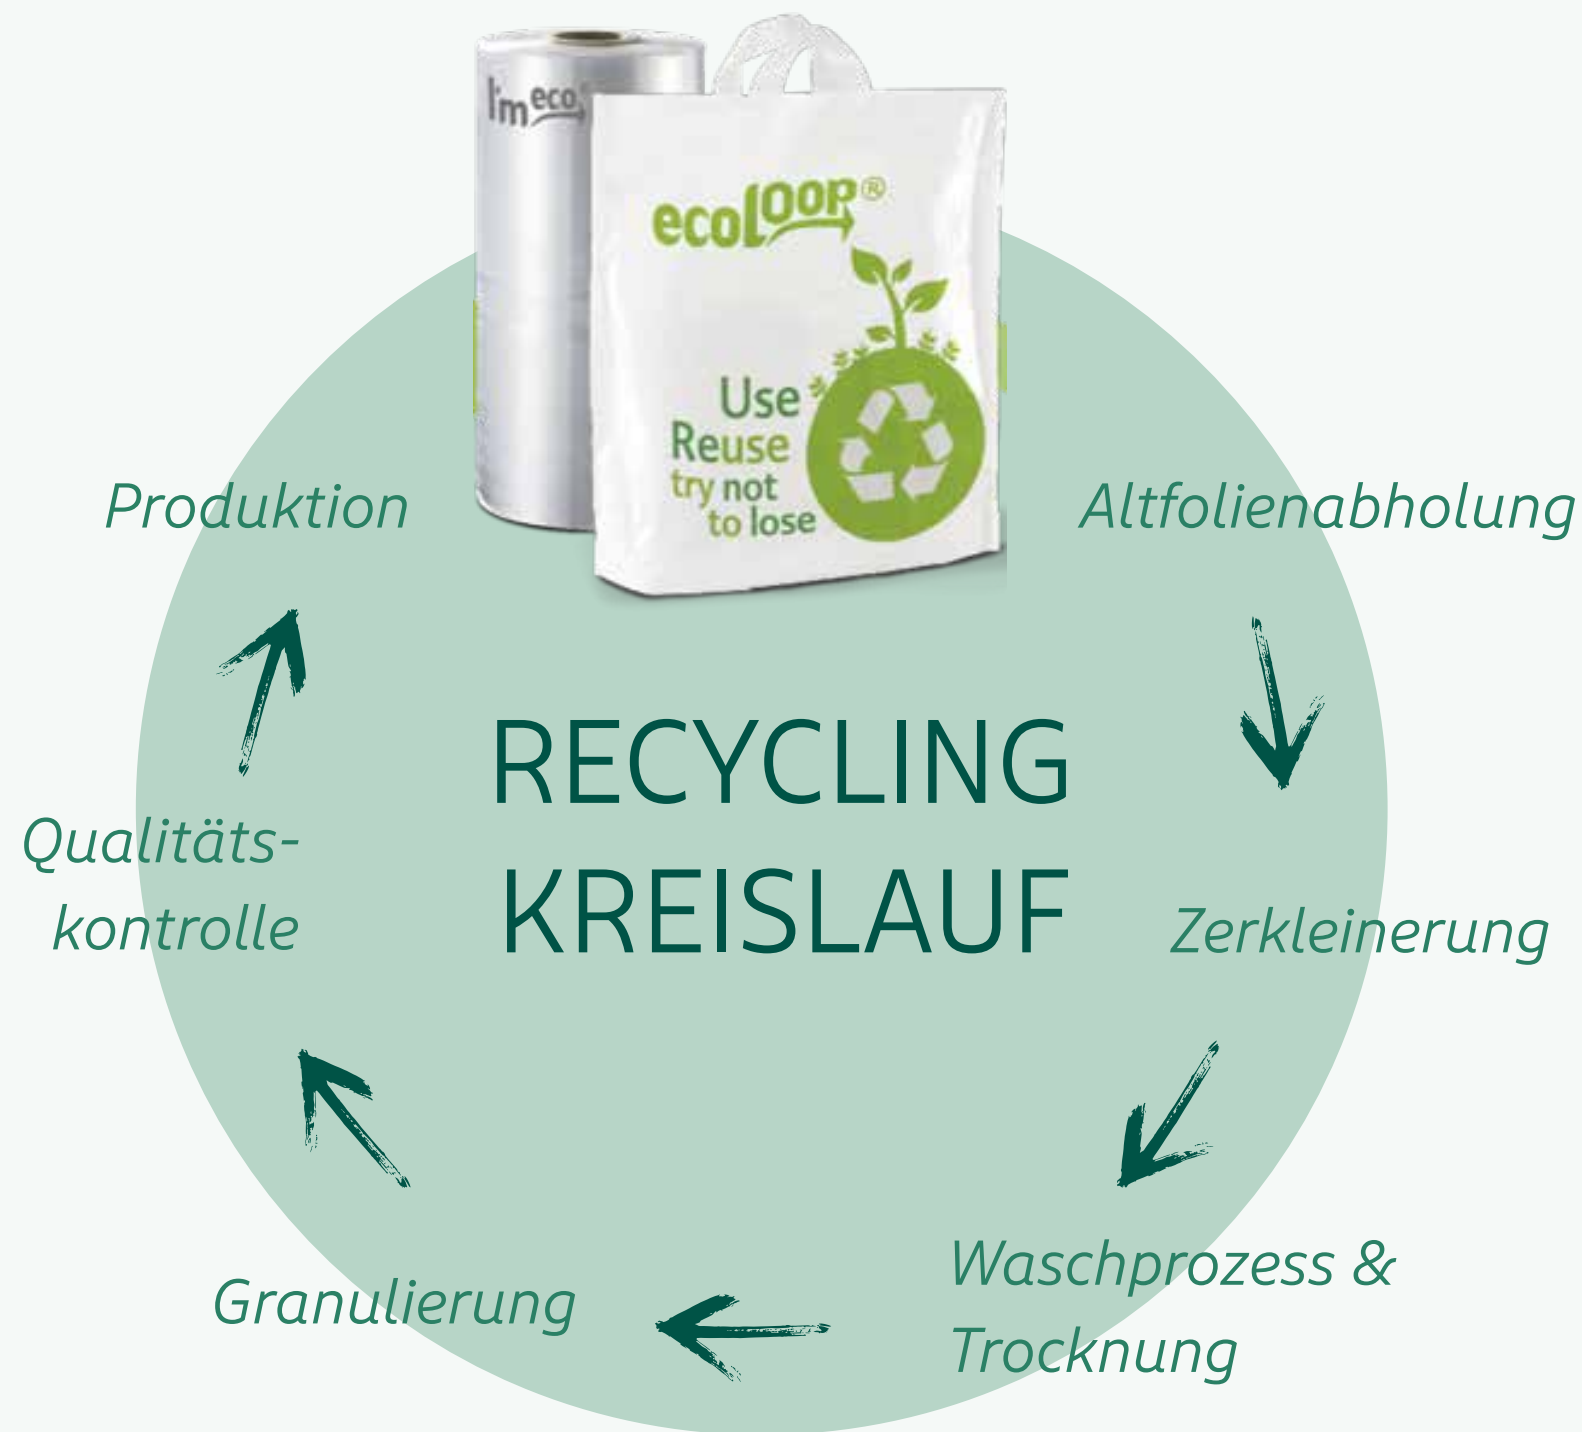 I'm eco
ecoloop®
Use
Reuse
try not
to lose
Produktion
Altfolienabholung
RECYCLING
KREISLAUF
Qualitäts-
kontrolle
Zerkleinerung
Granulierung
Waschprozess &
Trocknung